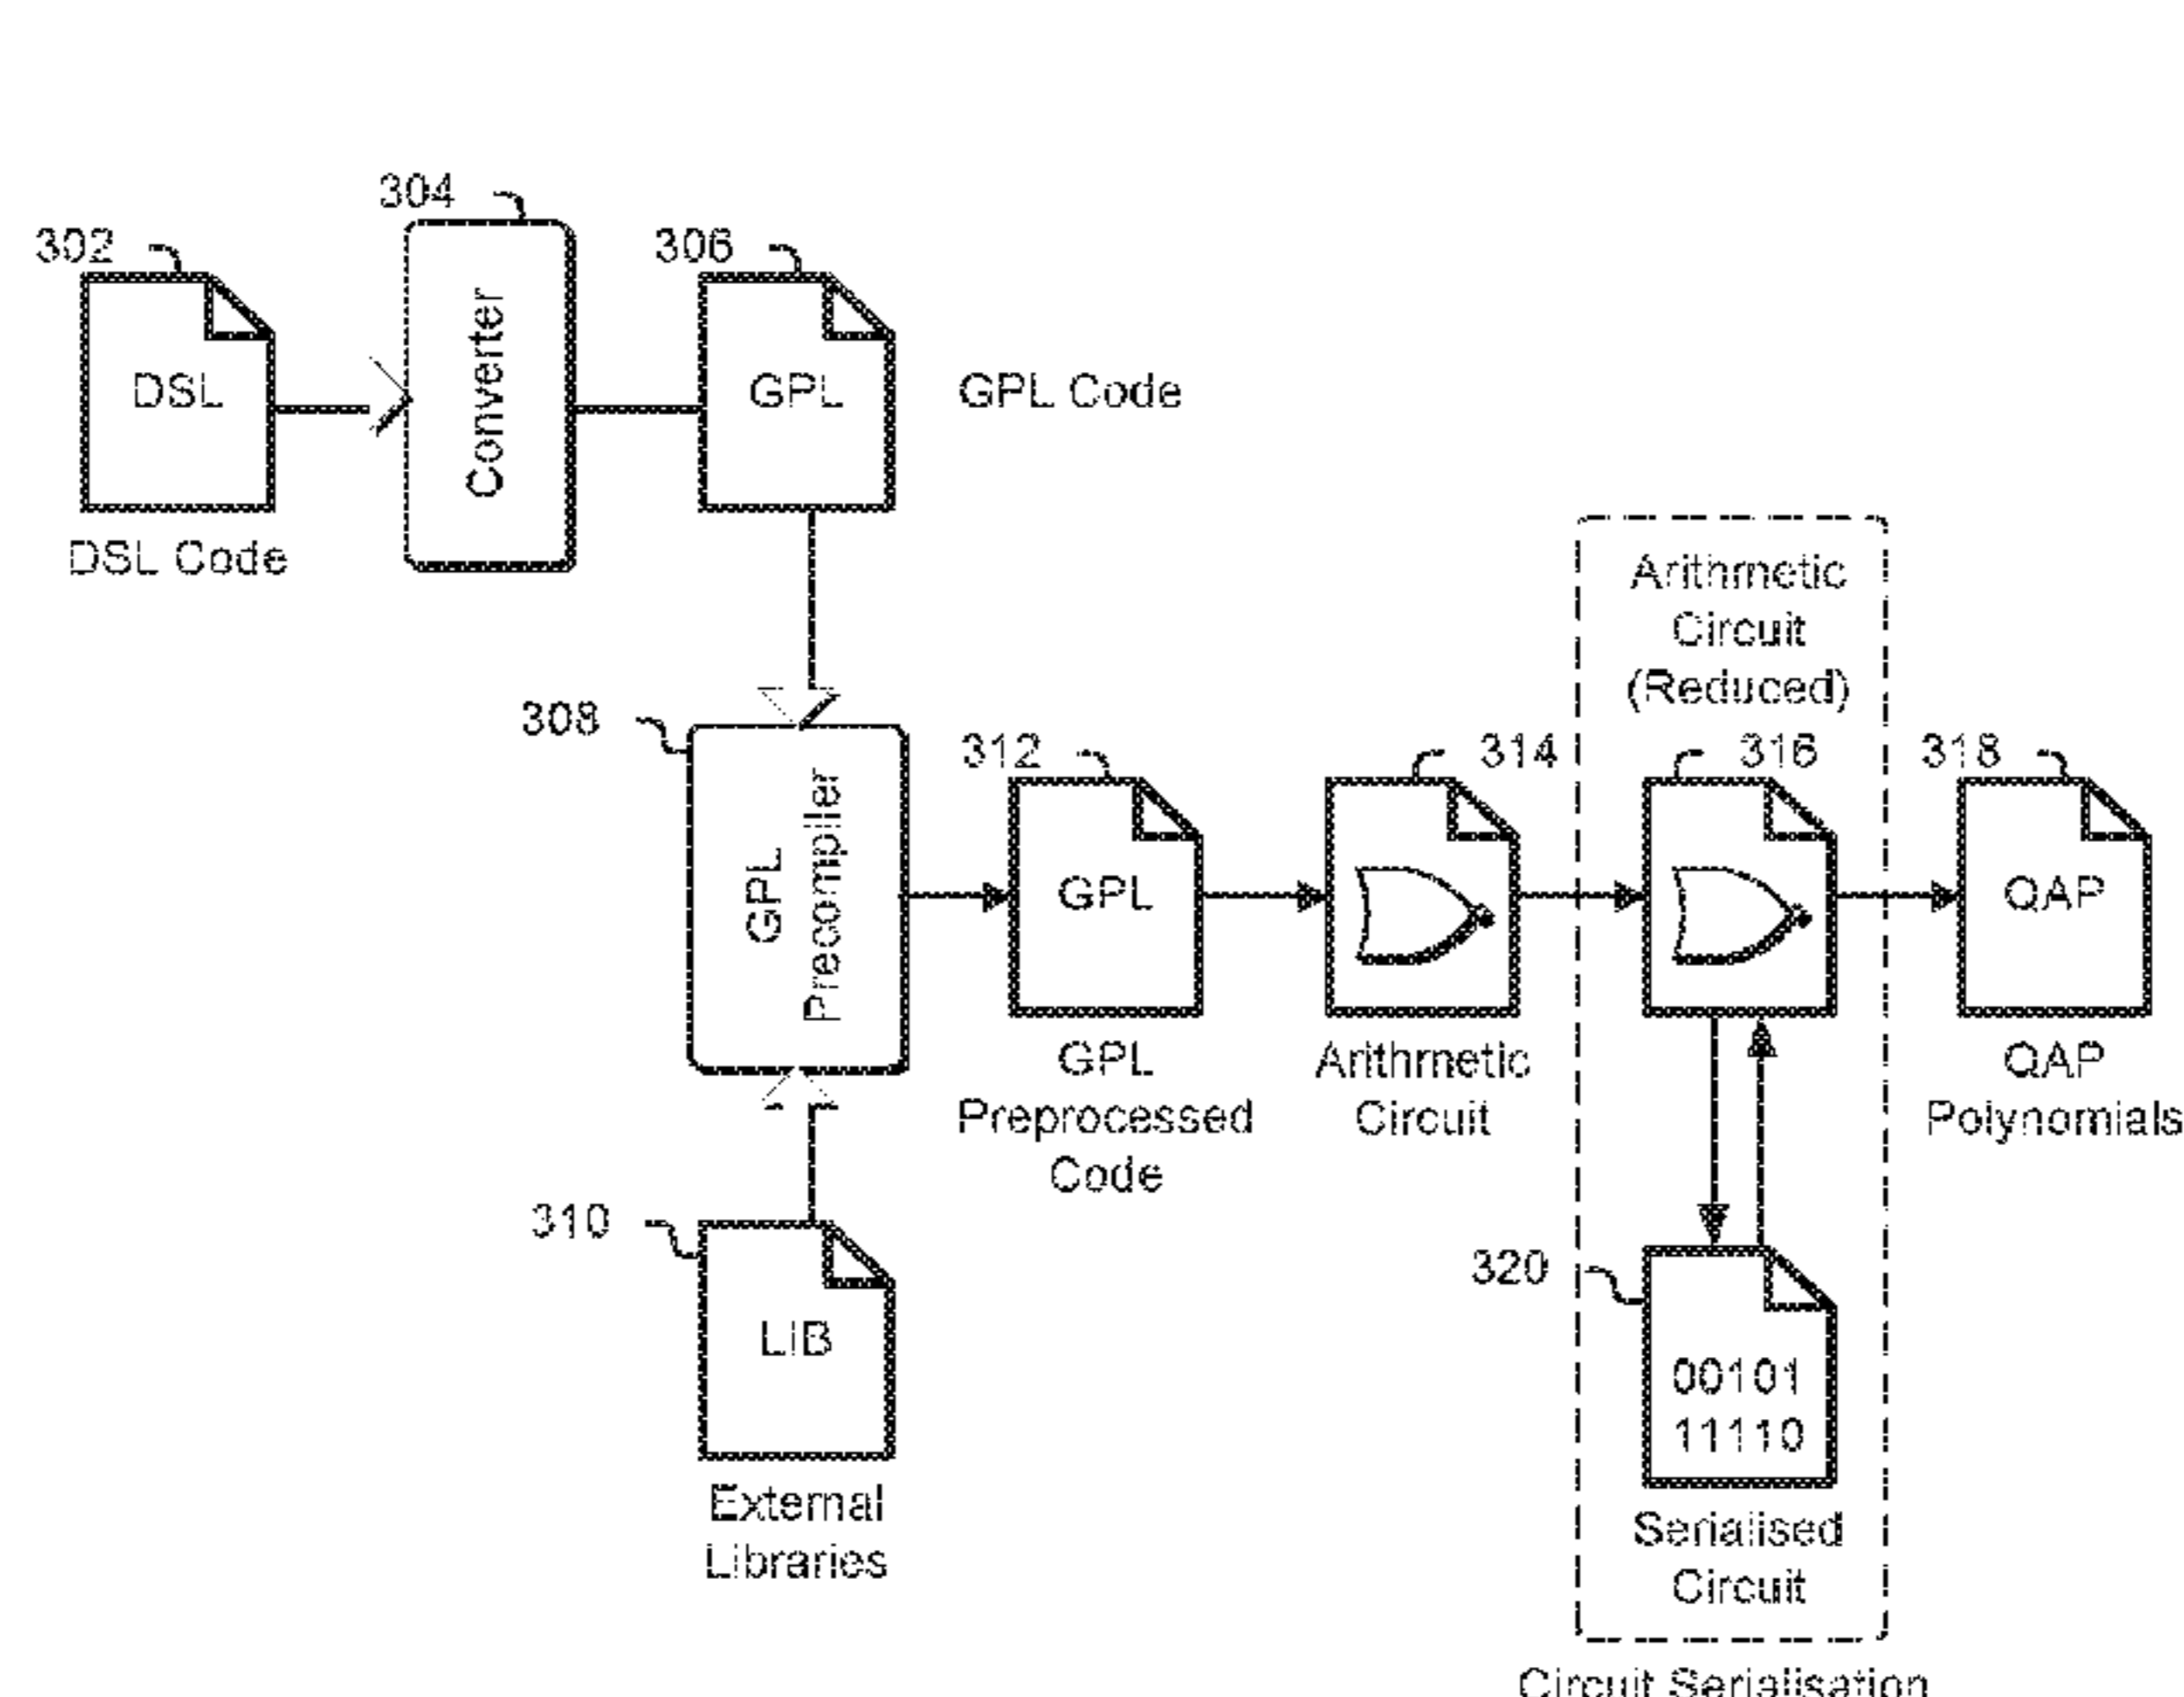 304
302
306
DSL
Converter
GPL
GPL Code
DSL Code
Arithmetic
Circuit
(Reduced)
308
312
314
316
318
GPL
Precompiler
GPL
QAP
GPL
Preprocessed
Code
Arithmetic
Circuit
QAP
Polynomials
310
LIB
320
00101
11110
External
Libraries
Serialised
Circuit
Circuit Serialisation